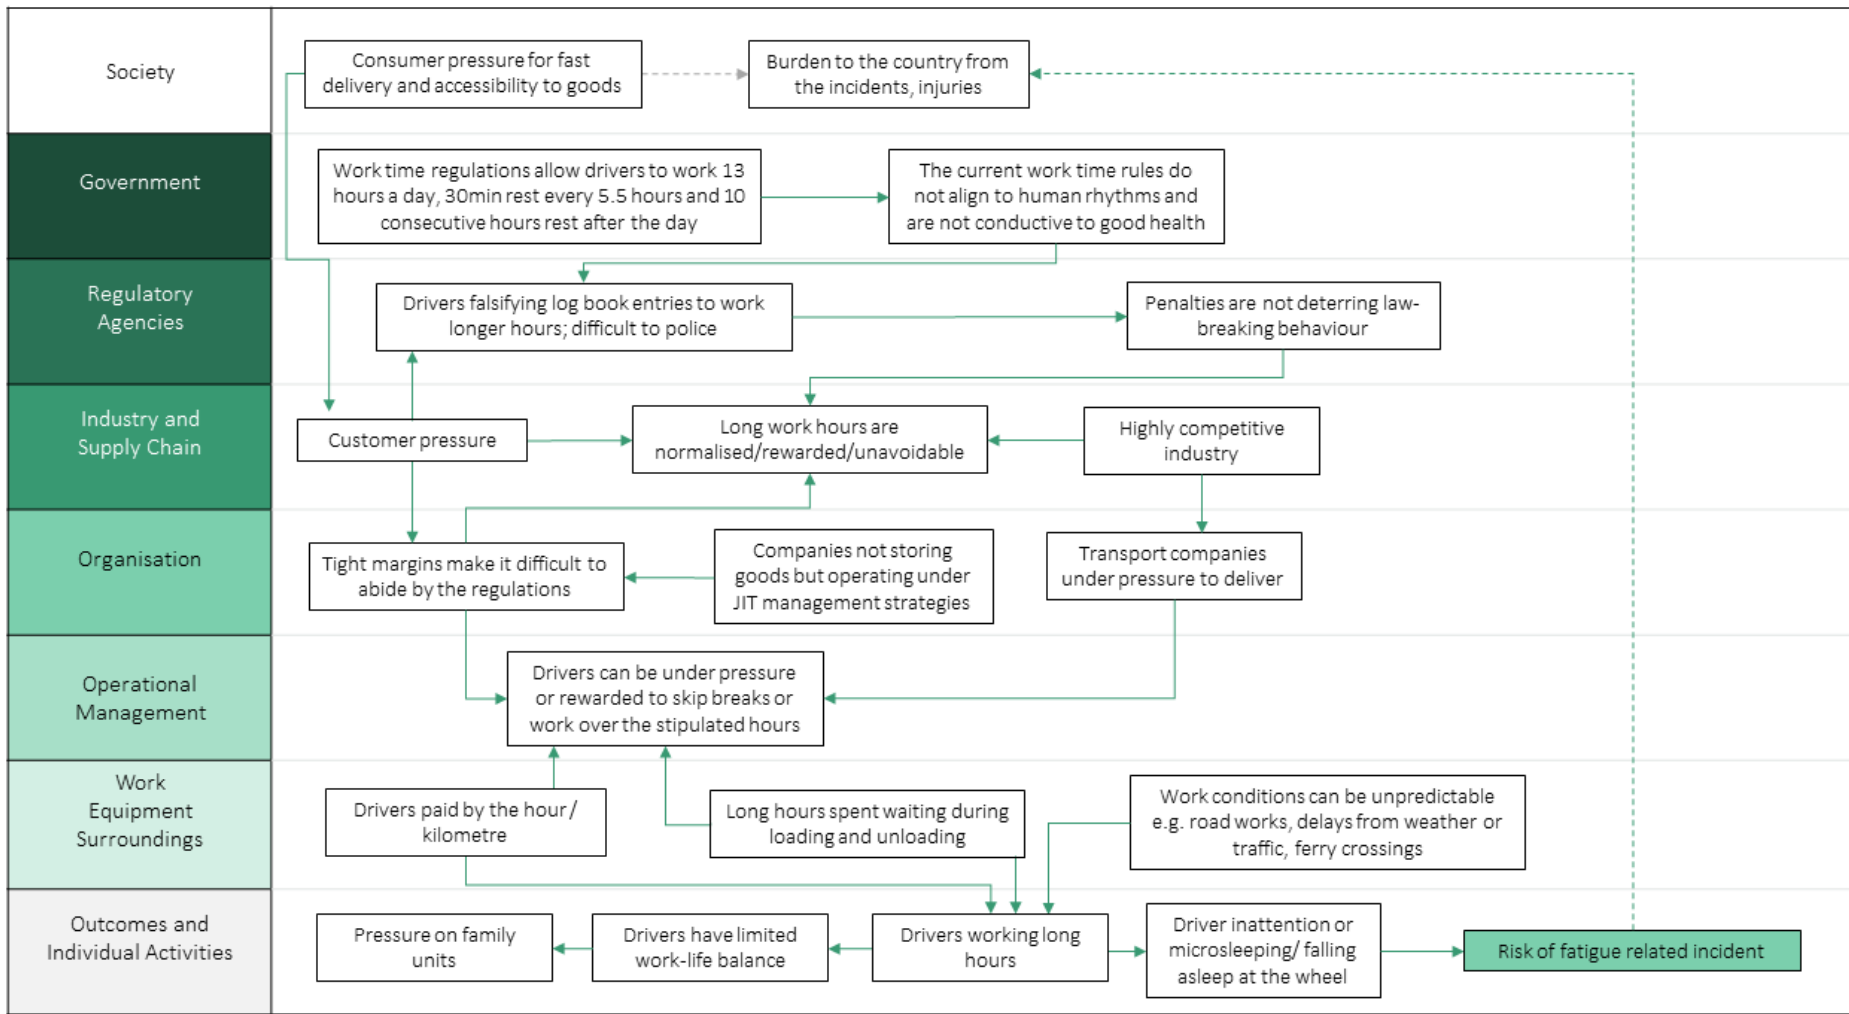 Society
Consumer pressure for fast
delivery and accessibility to goods
Burden to the country from
the incidents, injuries
Government
Work time regulations allow drivers to work 13
hours a day, 30min rest every 5.5 hours and 10
consecutive hours rest after the day
The current work time rules do
not align to human rhythms and
are not conductive to good health
Regulatory
Agencies
Drivers falsifying log book entries to work
longer hours; difficult to police
Penalties are not deterring law-
breaking behaviour
Industry and
Supply Chain
Customer pressure
Long work hours are
normalised/rewarded/unavoidable
Highly competitive
industry
Organisation
Tight margins make it difficult to
abide by the regulations
Companies not storing
goods but operating under
JIT management strategies
Transport companies
under pressure to deliver
Operational
Management
Drivers can be under pressure
or rewarded to skip breaks or
work over the stipulated hours
Work
Equipment
Surroundings
Drivers paid by the hour/
kilometre
Long hours spent waiting during
loading and unloading
Work conditions can be unpredictable
e.g. road works, delays from weather or
traffic, ferry crossings
Outcomes and
Individual Activities
Pressure on family
units
Drivers have limited
work-life balance
Drivers working long
hours
Driver inattention or
microsleeping/ falling
asleep at the wheel
Risk of fatigue related incident